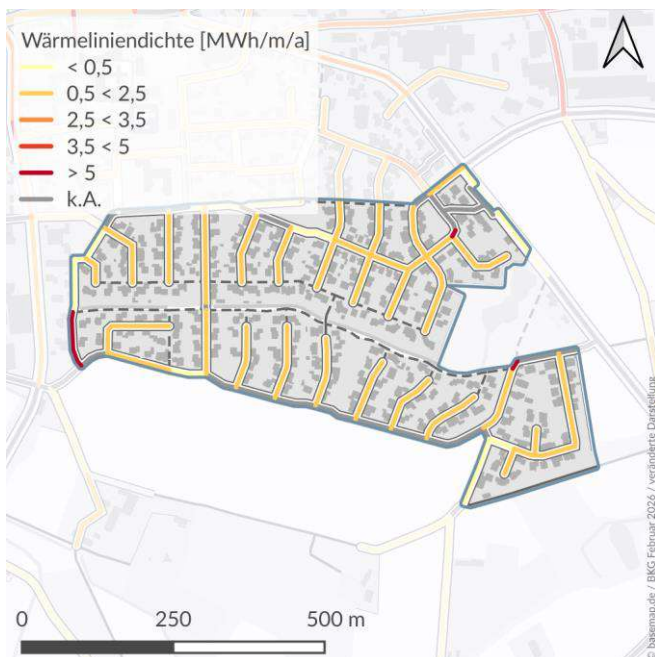 Wärmeliniendichte [MWh/m/a]
< 0,5
0,5 < 2,5
2,5 < 3,5
3,5 < 5
> 5
k.A.
0 250 500 m
© basemap.de / BKG Februar 2026 / veränderte Darstellung